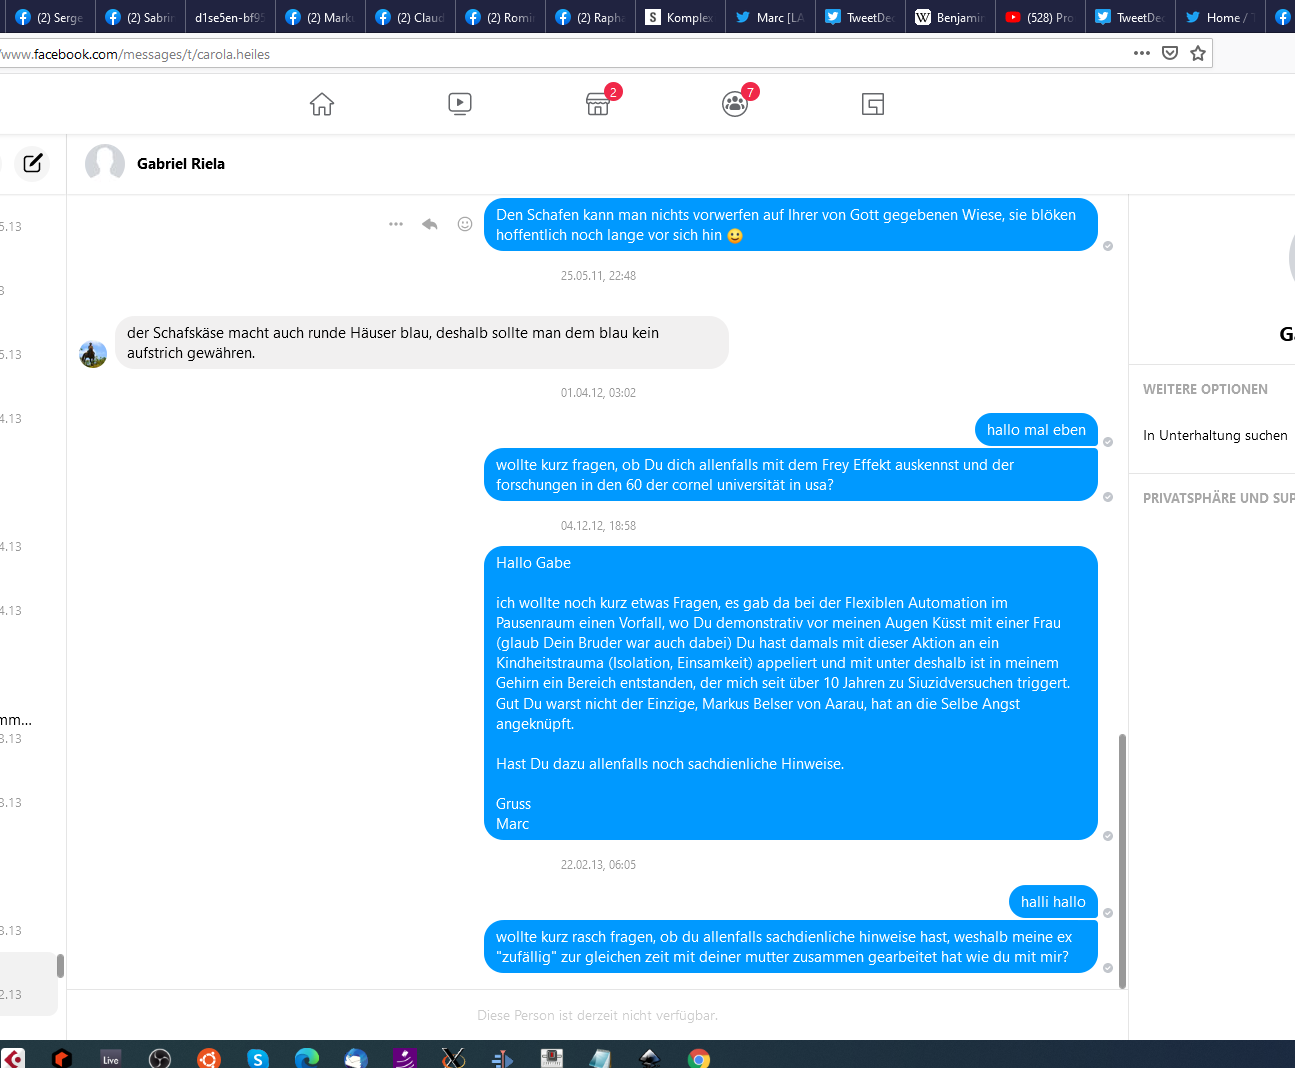 (2) Serge
(2) Sabrin
d1se5en-bf95
(2) Marku
(2) Claud
(2) Romin
(2) Rapha
Komplex
Marc [LA
TweetDec
Benjamin
(528) Pro
TweetDec
Home / T
/www.facebook.com/messages/t/carola.heiles
2
7
Gabriel Riela
Den Schafen kann man nichts vorwerfen auf Ihrer von Gott gegebenen Wiese, sie blöken
hoffentlich noch lange vor sich hin 🙂
5.13
25.05.11, 22:48
3
der Schafskäse macht auch runde Häuser blau, deshalb sollte man dem blau kein
aufstrich gewähren.
5.13
G
01.04.12, 03:02
WEITERE OPTIONEN
4.13
hallo mal eben
In Unterhaltung suchen
wollte kurz fragen, ob Du dich allenfalls mit dem Frey Effekt auskennst und der
forschungen in den 60 der cornel universität in usa?
PRIVATSPHÄRE UND SUP
04.12.12, 18:58
4.13
Hallo Gabe
ich wollte noch kurz etwas Fragen, es gab da bei der Flexiblen Automation im
Pausenraum einen Vorfall, wo Du demonstrativ vor meinen Augen Küsst mit einer Frau
(glaub Dein Bruder war auch dabei) Du hast damals mit dieser Aktion an ein
Kindheitstrauma (Isolation, Einsamkeit) appeliert und mit unter deshalb ist in meinem
Gehirn ein Bereich entstanden, der mich seit über 10 Jahren zu Siuzidversuchen triggert.
Gut Du warst nicht der Einzige, Markus Belser von Aarau, hat an die Selbe Angst
angeknüpft.
4.13
mm...
3.13
Hast Du dazu allenfalls noch sachdienliche Hinweise.
Gruss
Marc
3.13
22.02.13, 06:05
halli hallo
3.13
wollte kurz rasch fragen, ob du allenfalls sachdienliche hinweise hast, weshalb meine ex
"zufällig" zur gleichen zeit mit deiner mutter zusammen gearbeitet hat wie du mit mir?
2.13
Diese Person ist derzeit nicht verfügbar.
Live